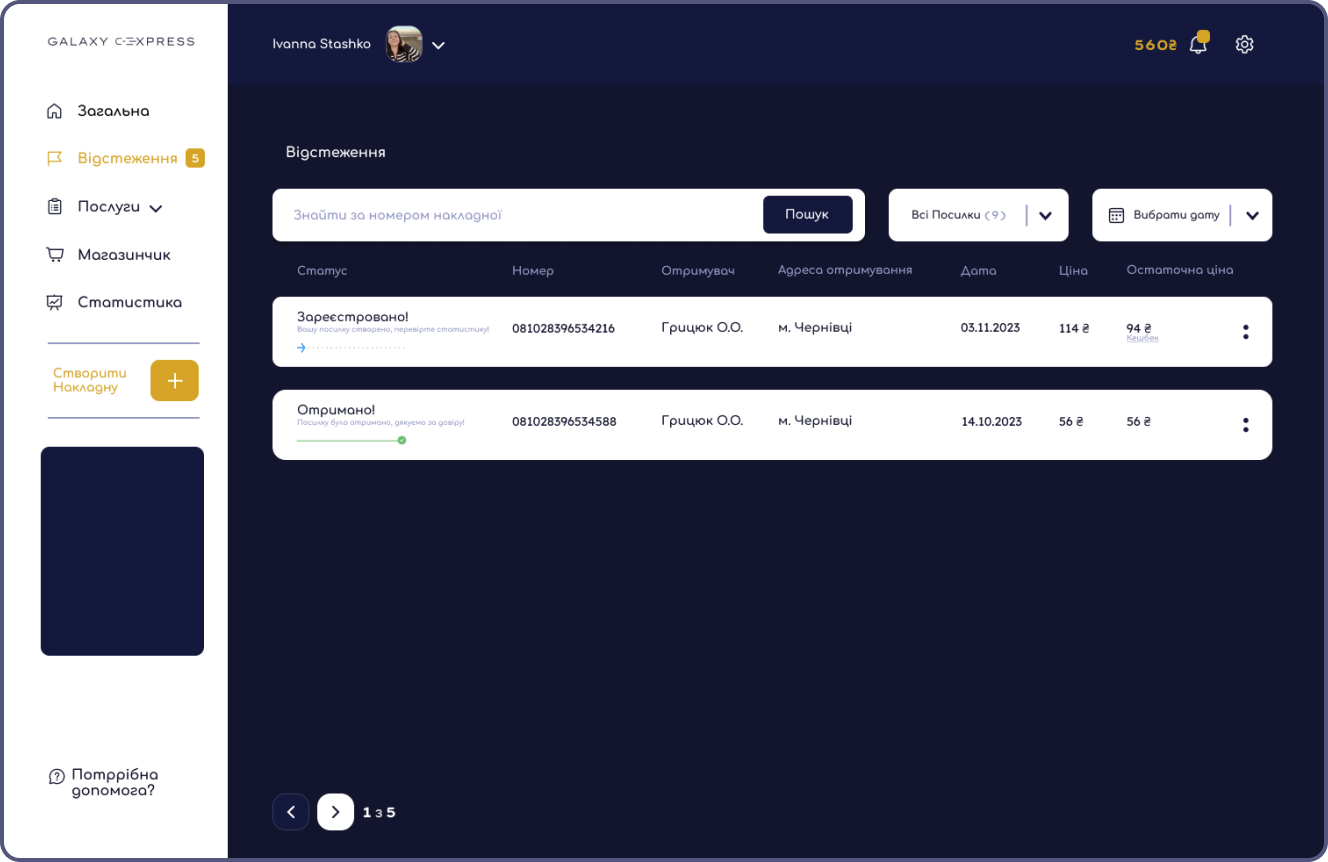 GALAXY EXPRESS
Ivanna Stashko
560₴
Загальна
Відстеження 5
Послуги
Магазинчик
Статистика
Створити
Накладну
Потррібна
допомога?
Відстеження
Знайти за номером накладної
Пошук
Всі Посилки (9)
Вибрати дату
Статус Номер Отримувач Адреса отримування Дата Ціна Остаточна ціна
Зареєстровано!
Вашу посилку створено, перевірте статистику!
081028396534216 Грицюк О.О. м. Чернівці 03.11.2023 114 ₴ 94 ₴
Кешбек
Отримано!
Посилку було отримано, дякуємо за довіру!
081028396534588 Грицюк О.О. м. Чернівці 14.10.2023 56 ₴ 56 ₴
1 з 5